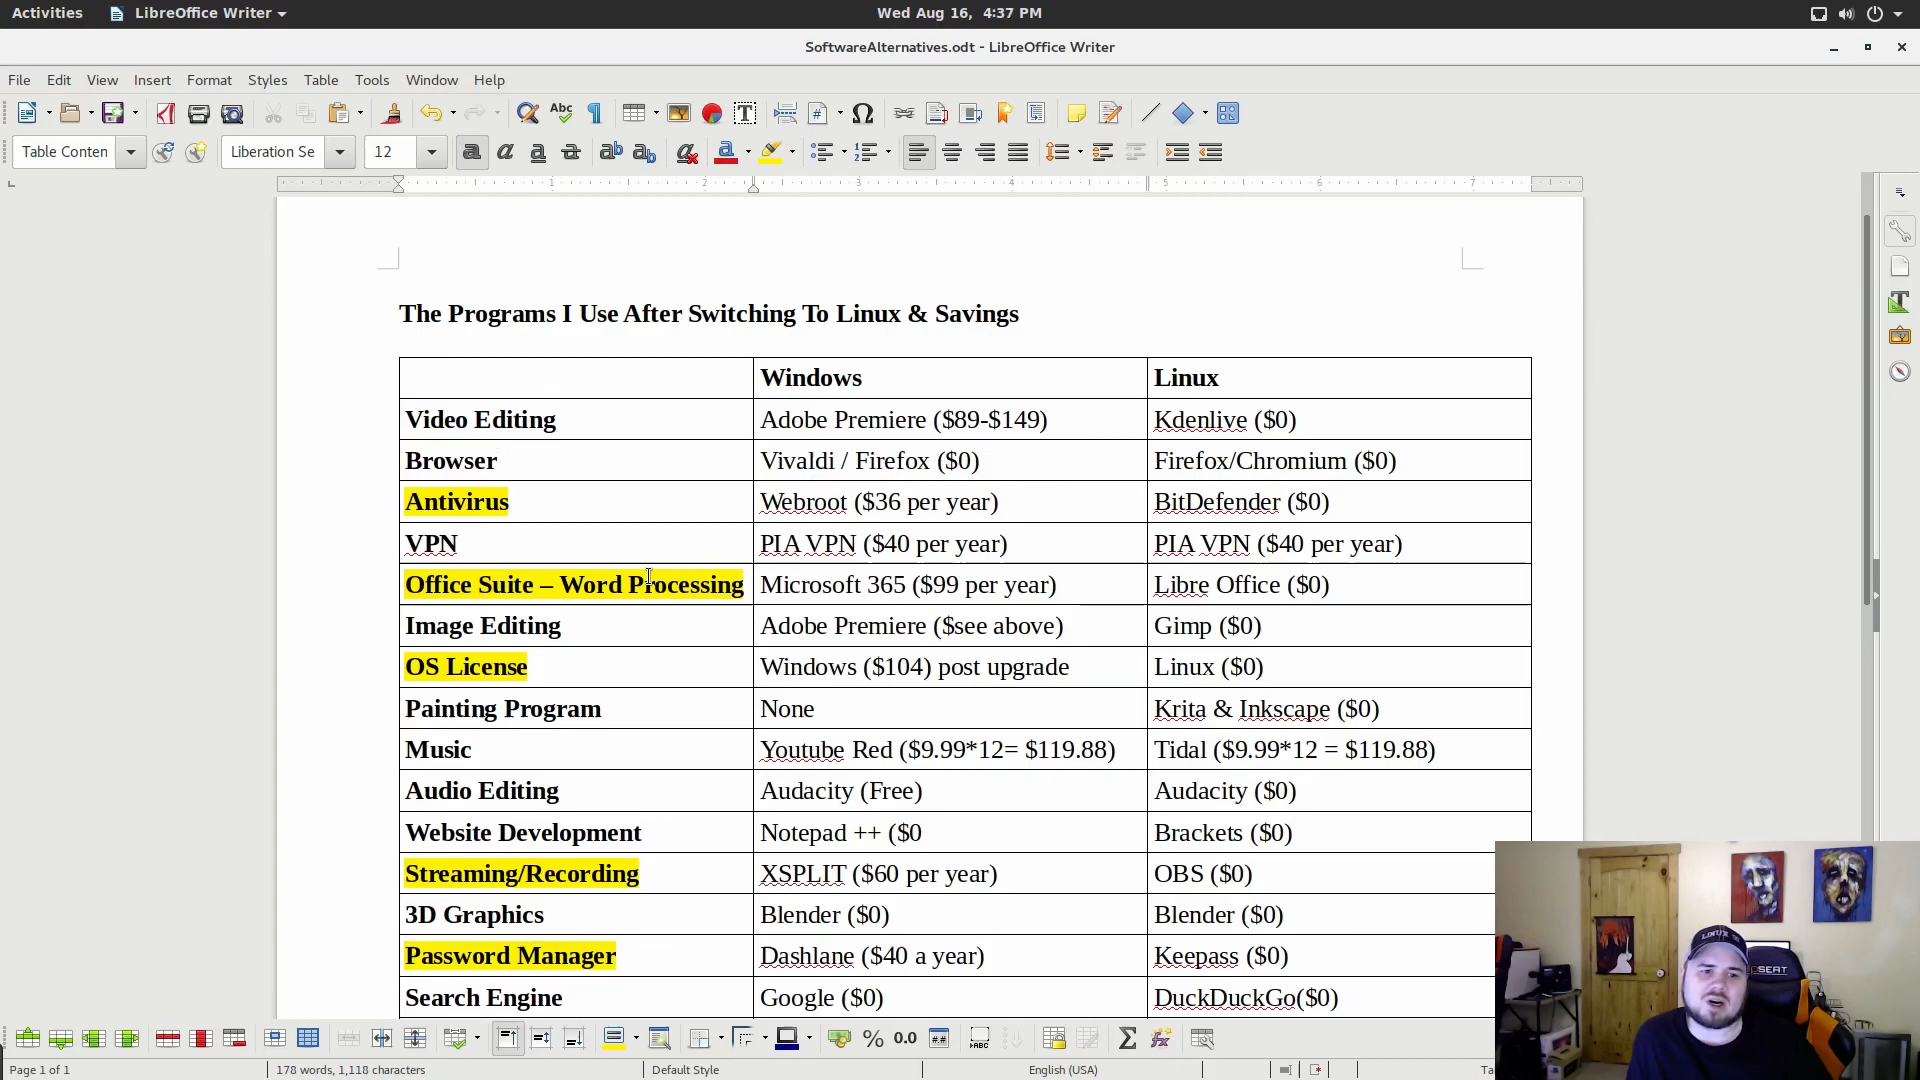 Activities LibreOffice Writer Wed Aug 16, 4:37 PM
SoftwareAlternatives.odt - LibreOffice Writer
File Edit View Insert Format Styles Table Tools Window Help
Table Conten Liberation Se 12
1 2 3 4 5 6 7
The Programs I Use After Switching To Linux & Savings
Windows Linux
Video Editing Adobe Premiere ($89-$149) Kdenlive ($0)
Browser Vivaldi / Firefox ($0) Firefox/Chromium ($0)
Antivirus Webroot ($36 per year) BitDefender ($0)
VPN PIA VPN ($40 per year) PIA VPN ($40 per year)
Office Suite – Word Processing Microsoft 365 ($99 per year) Libre Office ($0)
Image Editing Adobe Premiere ($see above) Gimp ($0)
OS License Windows ($104) post upgrade Linux ($0)
Painting Program None Krita & Inkscape ($0)
Music Youtube Red ($9.99*12= $119.88) Tidal ($9.99*12 = $119.88)
Audio Editing Audacity (Free) Audacity ($0)
Website Development Notepad ++ ($0 Brackets ($0)
Streaming/Recording XSPLIT ($60 per year) OBS ($0)
3D Graphics Blender ($0) Blender ($0)
Password Manager Dashlane ($40 a year) Keepass ($0)
Search Engine Google ($0) DuckDuckGo($0)
LINUX
Page 1 of 1 178 words, 1,118 characters Default Style English (USA)